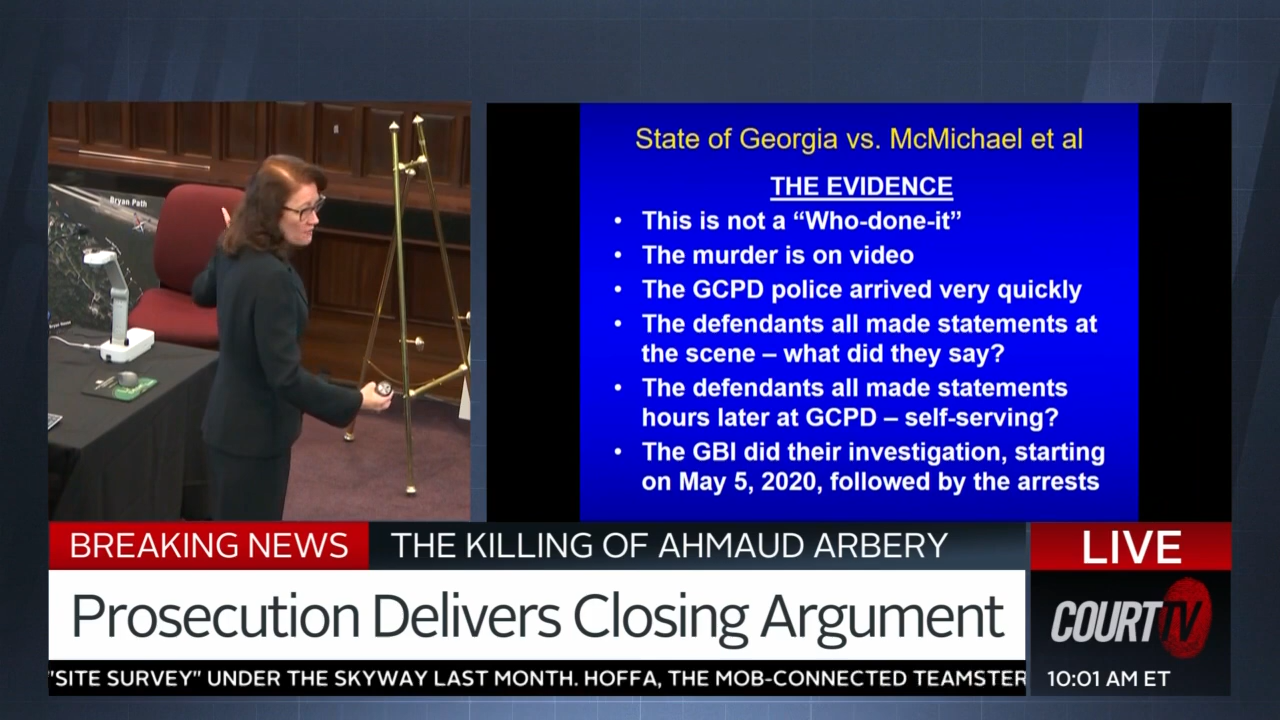 Bryan Path
State of Georgia vs. McMichael et al
THE EVIDENCE
• This is not a “Who-done-it”
• The murder is on video
• The GCPD police arrived very quickly
• The defendants all made statements at
the scene – what did they say?
• The defendants all made statements
hours later at GCPD – self-serving?
• The GBI did their investigation, starting
on May 5, 2020, followed by the arrests
BREAKING NEWS
THE KILLING OF AHMAUD ARBERY
LIVE
Prosecution Delivers Closing Argument
COURT TV
"SITE SURVEY" UNDER THE SKYWAY LAST MONTH. HOFFA, THE MOB-CONNECTED TEAMSTER
10:01 AM ET